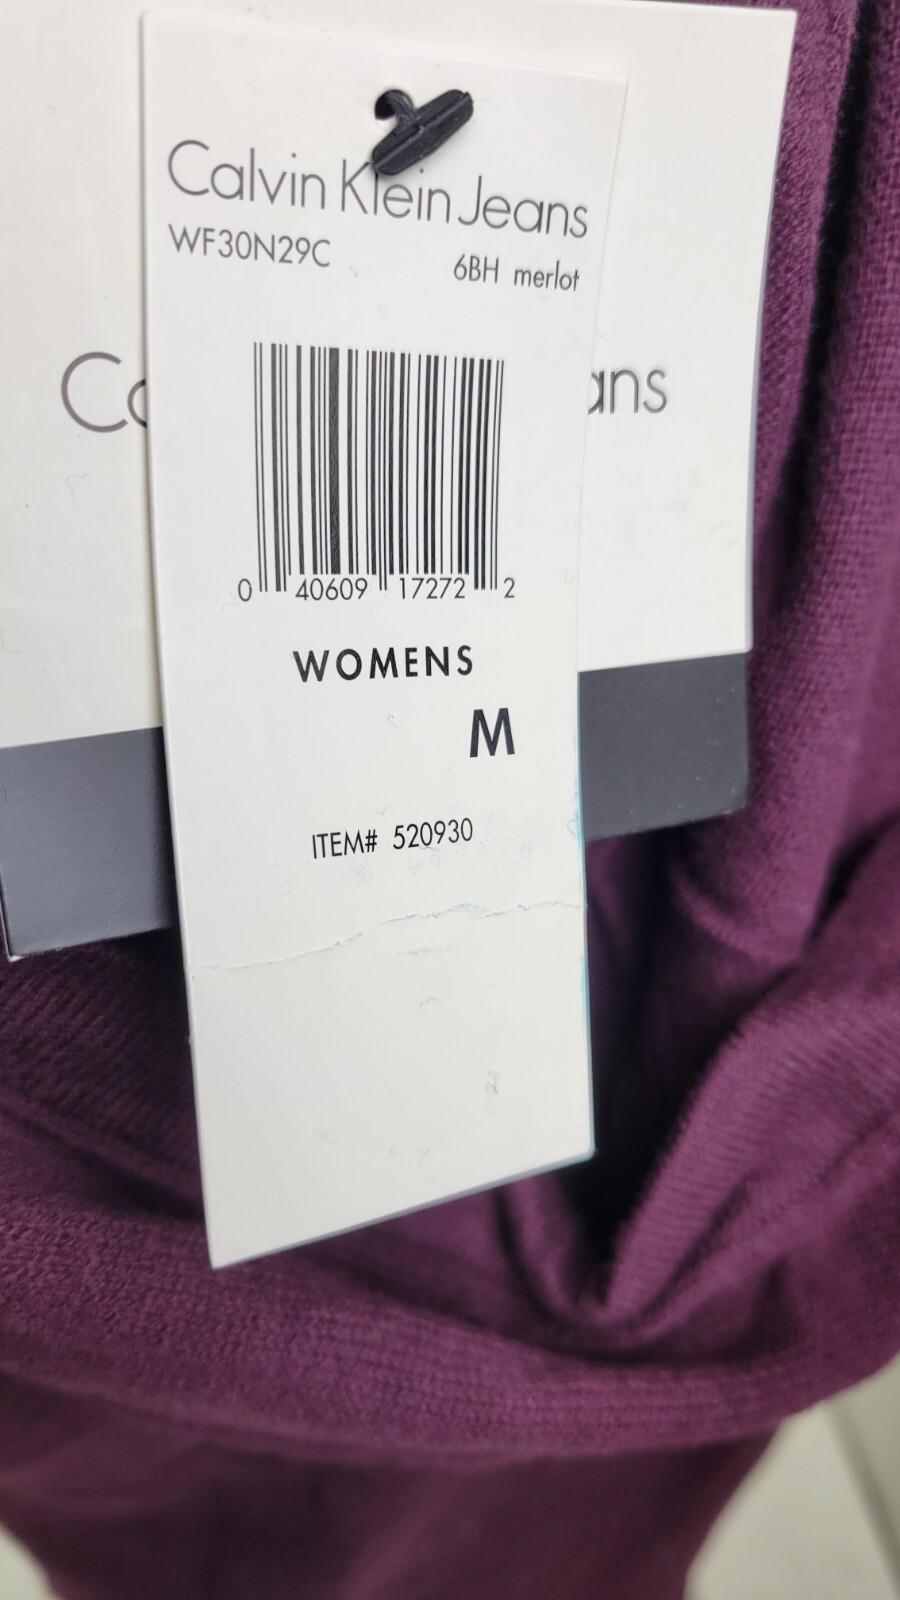 Calvin Klein Jeans
WF30N29C 6BH merlot
0 40609 17272 2
WOMENS
M
ITEM# 520930